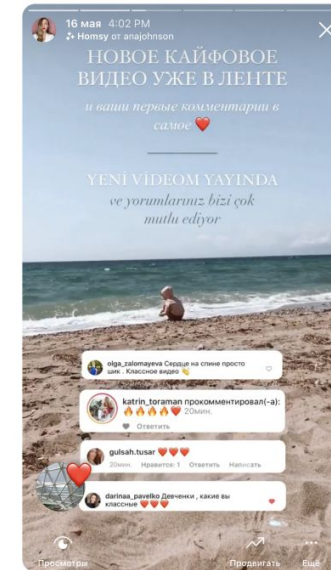 16 мая 4:02 PM
Homsy от anajohnson
НОВОЕ КАЙФОВОЕ
ВИДЕО УЖЕ В ЛЕНТЕ
и ваши первые комментарии в
самое ❤️
YENİ VİDEOM YAYINDA
ve yorumlarınız bizi çok
mutlu ediyor
olga_zalomayeva Сердце на спине просто
шик . Классное видео 👏
katrin_toraman прокомментировал(-а):
🔥🔥🔥🔥❤️ 20мин.
Ответить
gulsah.tusar ❤️❤️❤️
20мин. Нравится: 1 Ответить Написать
darinaa_pavelko Девченки , какие вы
классные ❤️❤️❤️
Просмотры Продвигать Ещё